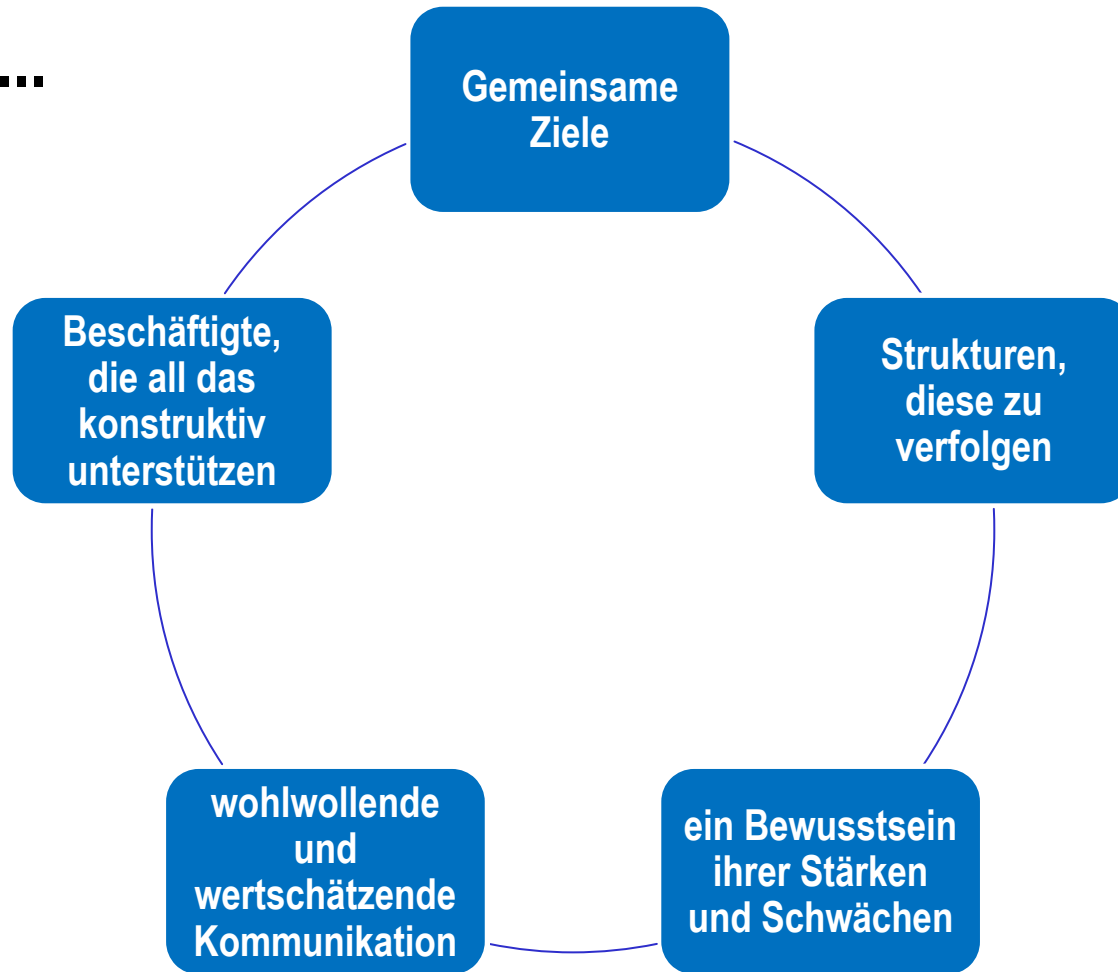 ...
Gemeinsame
Ziele
Strukturen,
diese zu
verfolgen
ein Bewusstsein
ihrer Stärken
und Schwächen
wohlwollende
und
wertschätzende
Kommunikation
Beschäftigte,
die all das
konstruktiv
unterstützen